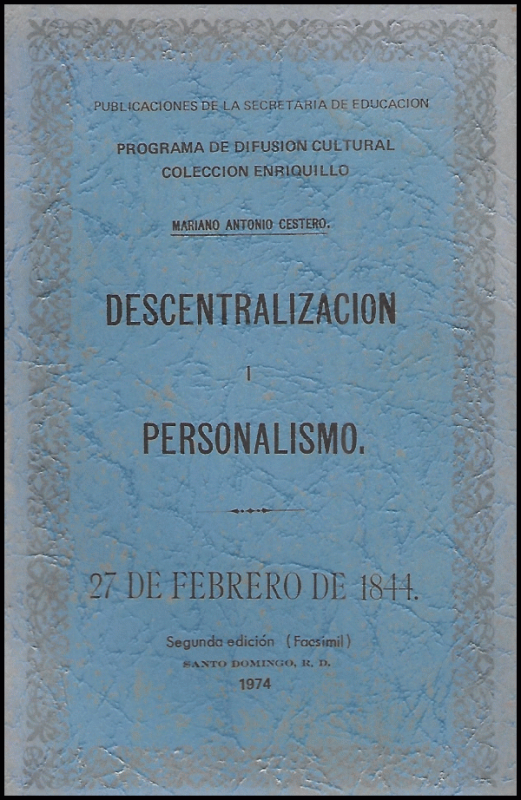 PUBLICACIONES DE LA SECRETARIA DE EDUCACION
PROGRAMA DE DIFUSION CULTURAL
COLECCION ENRIQUILLO
MARIANO ANTONIO CESTERO.
DESCENTRALIZACION
I
PERSONALISMO.
27 DE FEBRERO DE 1844.
Segunda edición (Facsímil)
SANTO DOMINGO, R. D.
1974